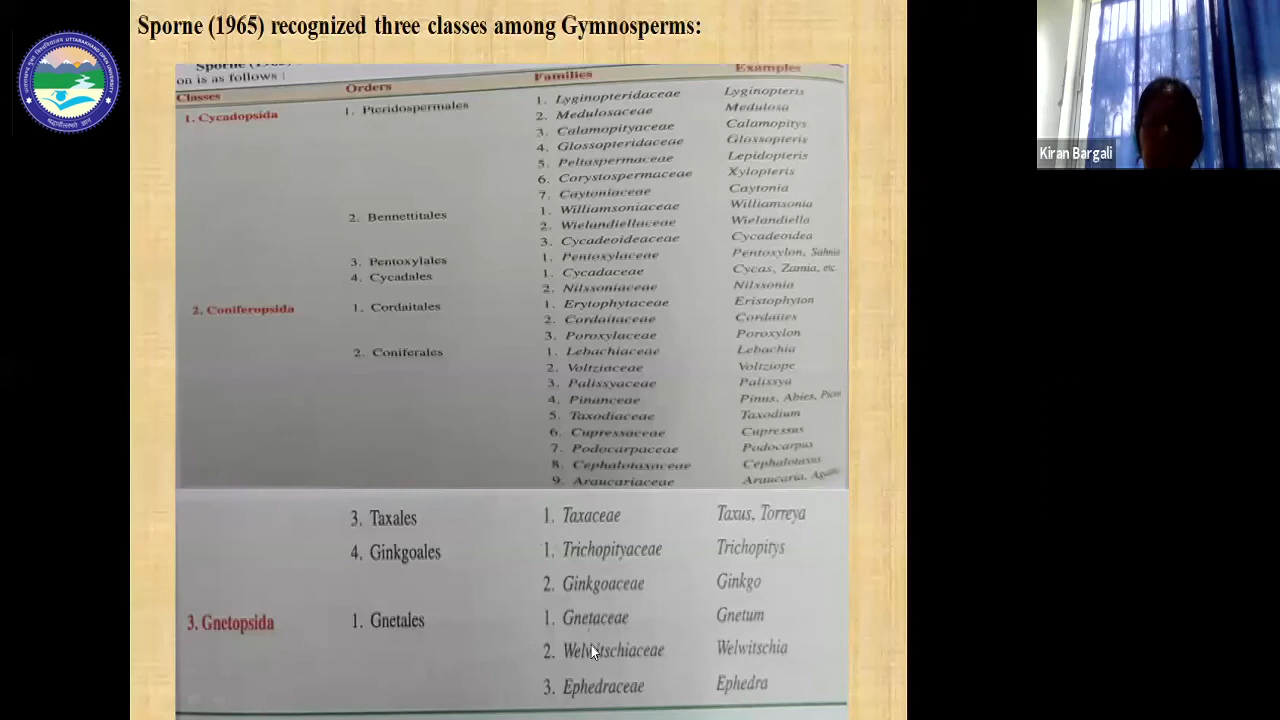 Sporne (1965) recognized three classes among Gymnosperms:
on is as follows :
Classes Orders Families Examples
1. Cycadopsida 1. Pteridospermales 1. Lyginopteridaceae Lyginopteris
2. Medulosaceae Medulosa
3. Calamopityaceae Calamopitys
4. Glossopteridaceae Glossopteris
5. Peltaspermaceae Lepidopteris
6. Corystospermaceae Xylopteris
7. Caytoniaceae Caytonia
2. Bennettitales 1. Williamsoniaceae Williamsonia
2. Wielandiellaceae Wielandiella
3. Cycadeoideaceae Cycadeoidea
3. Pentoxylales 1. Pentoxylaceae Pentoxylon, Sahnia
4. Cycadales 1. Cycadaceae Cycas, Zamia, etc.
2. Nilssoniaceae Nilssonia
2. Coniferopsida 1. Cordaitales 1. Erytophytaceae Eristophyton
2. Cordaitaceae Cordaites
3. Poroxylaceae Poroxylon
2. Coniferales 1. Lebachiaceae Lebachia
2. Voltziaceae Voltziope
3. Palissyaceae Palissya
4. Pinanceae Pinus, Abies, Picea
5. Taxodiaceae Taxodium
6. Cupressaceae Cupressus
7. Podocarpaceae Podocarpus
8. Cephalotaxaceae Cephalotaxus
9. Araucariaceae Araucaria, Agathis
3. Taxales 1. Taxaceae Taxus, Torreya
4. Ginkgoales 1. Trichopityaceae Trichopitys
2. Ginkgoaceae Ginkgo
3. Gnetopsida 1. Gnetales 1. Gnetaceae Gnetum
2. Welwitschiaceae Welwitschia
3. Ephedraceae Ephedra
Kiran Bargali